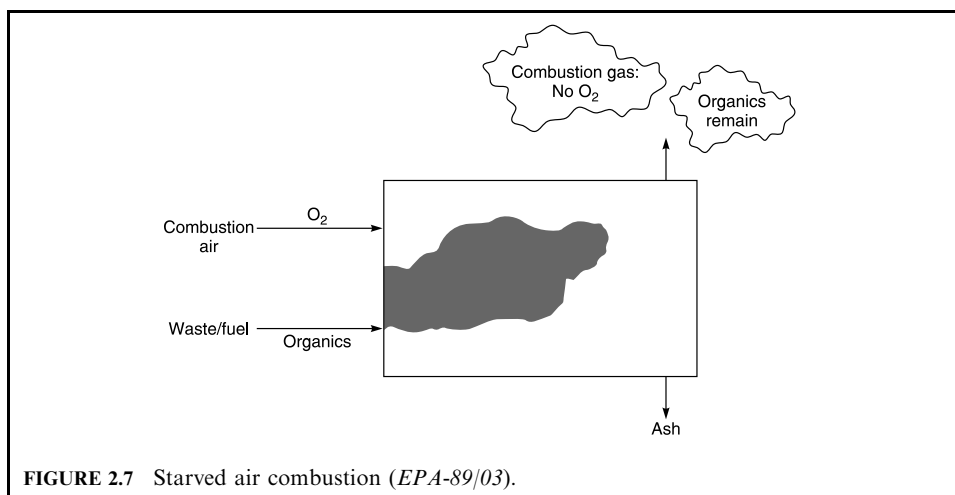 Combustion gas:
No O₂
Organics
remain
O₂
Combustion
air
Waste/fuel
Organics
Ash
FIGURE 2.7 Starved air combustion (EPA-89/03).